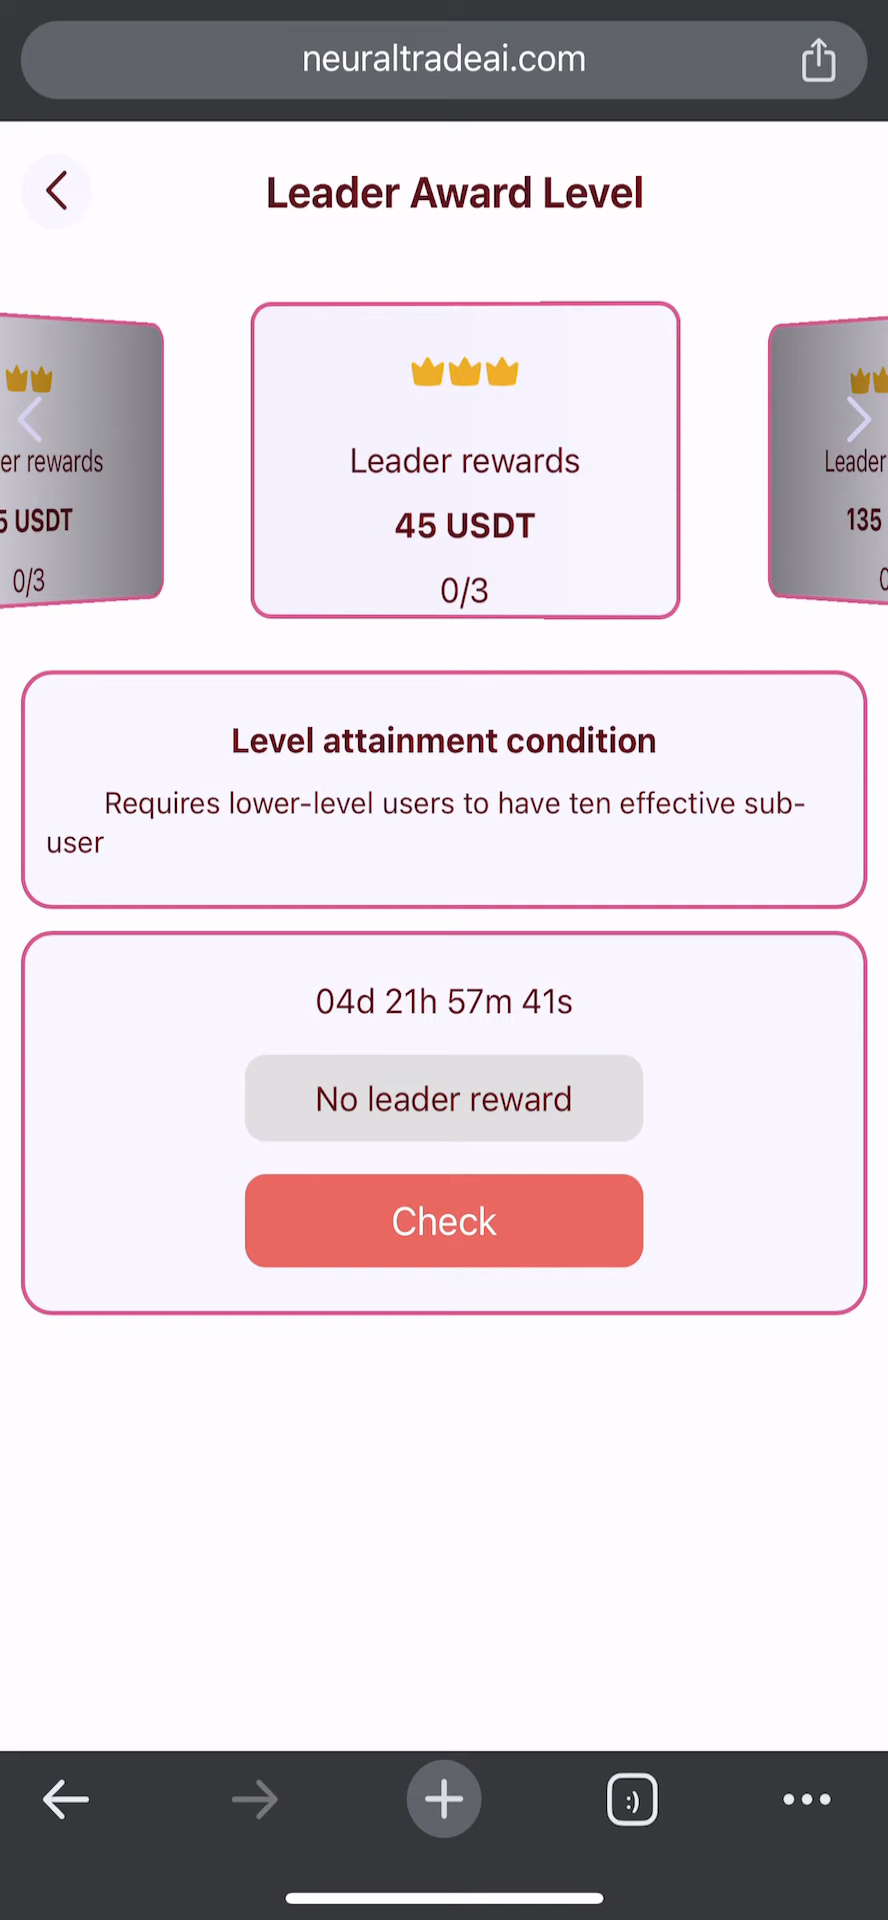 neuraltradeai.com
Leader Award Level
er rewards
5 USDT
0/3
Leader rewards
45 USDT
0/3
Leader
135
Level attainment condition
Requires lower-level users to have ten effective sub-
user
04d 21h 57m 41s
No leader reward
Check
:)